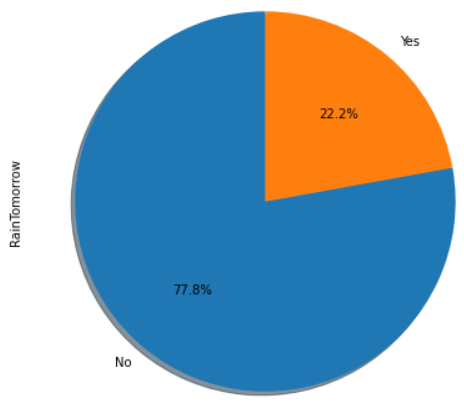 Yes
22.2%
RainTomorrow
77.8%
No